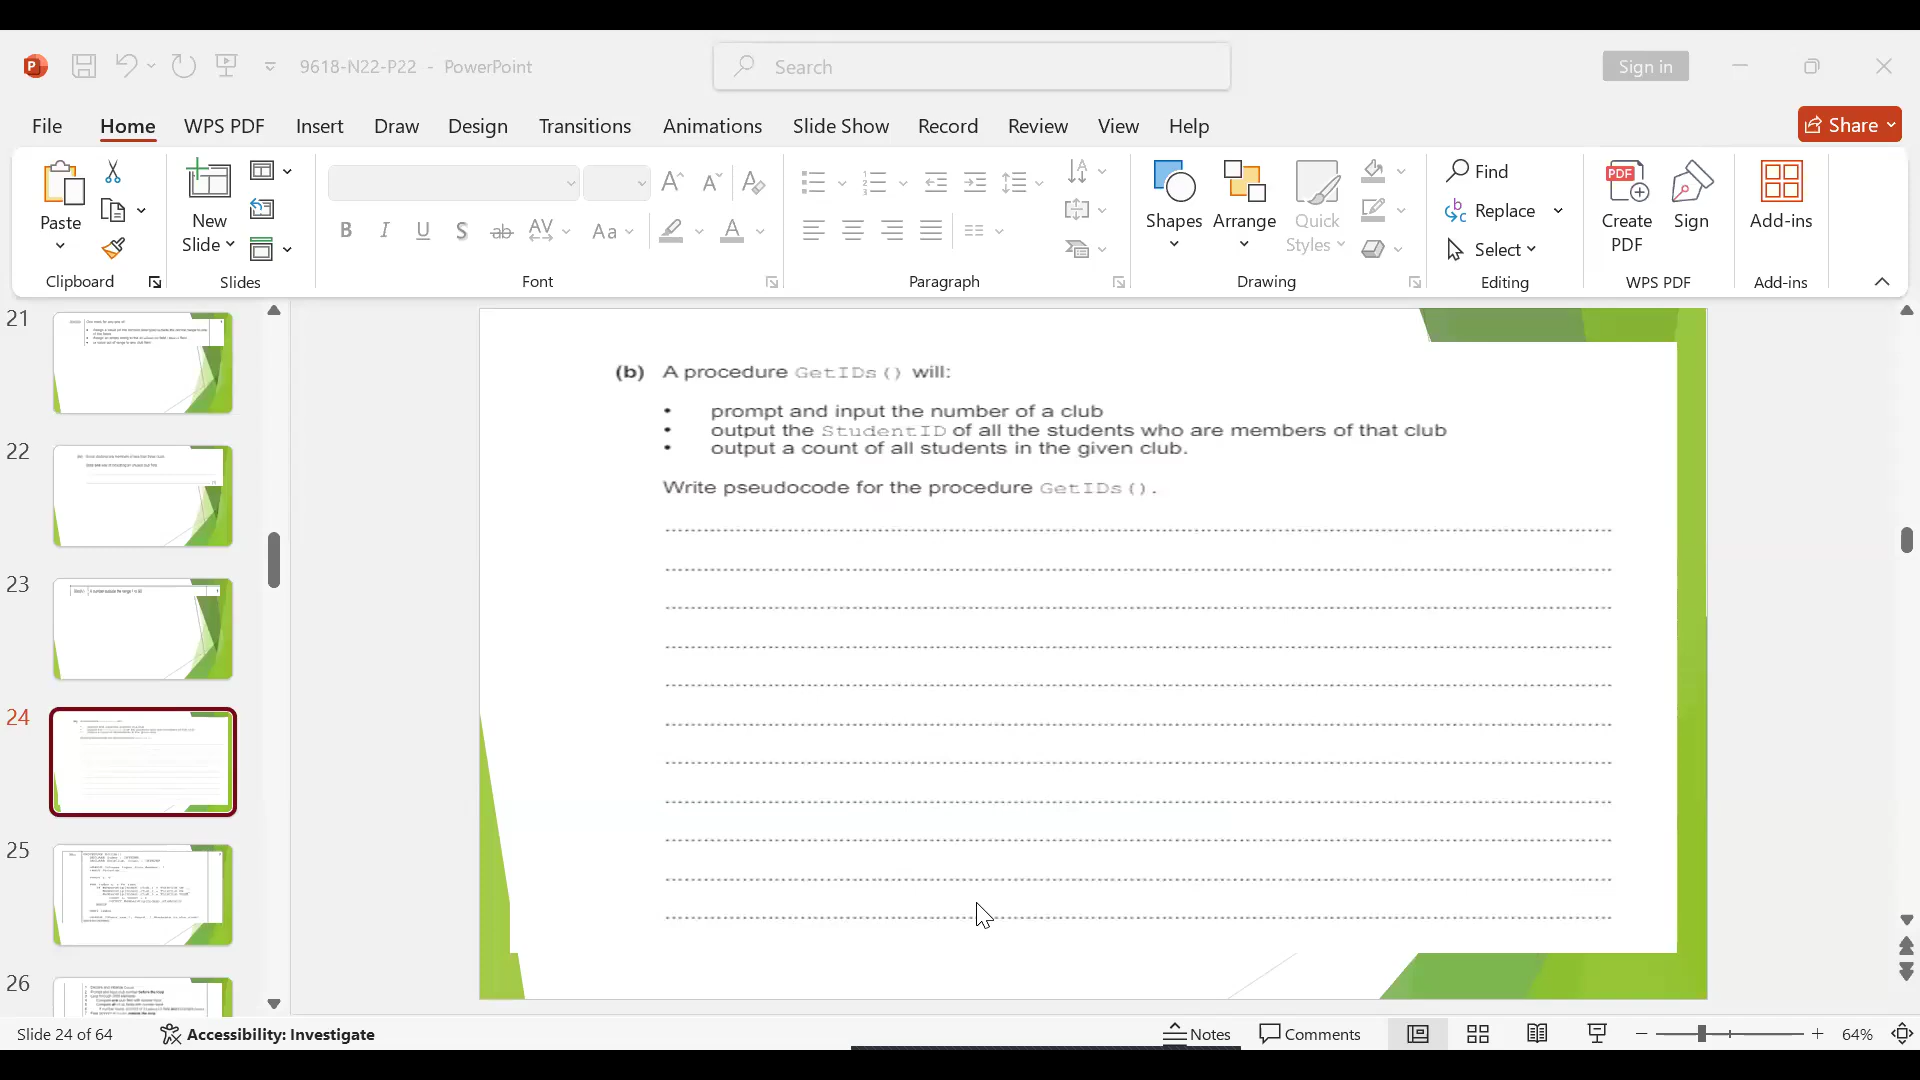 9618-N22-P22 - PowerPoint
Search
Sign in
File Home WPS PDF Insert Draw Design Transitions Animations Slide Show Record Review View Help
Share
Paste
New Slide
B I U S ab AV Aa A
Shapes Arrange Quick Styles
Find
Replace
Select
PDF
Create PDF
Sign
Add-ins
Clipboard Slides Font Paragraph Drawing Editing WPS PDF Add-ins
21
22
23
24
25
26
(b) A procedure GetIDs() will:
• prompt and input the number of a club
• output the StudentID of all the students who are members of that club
• output a count of all students in the given club.
Write pseudocode for the procedure GetIDs().
Slide 24 of 64 Accessibility: Investigate Notes Comments 64%